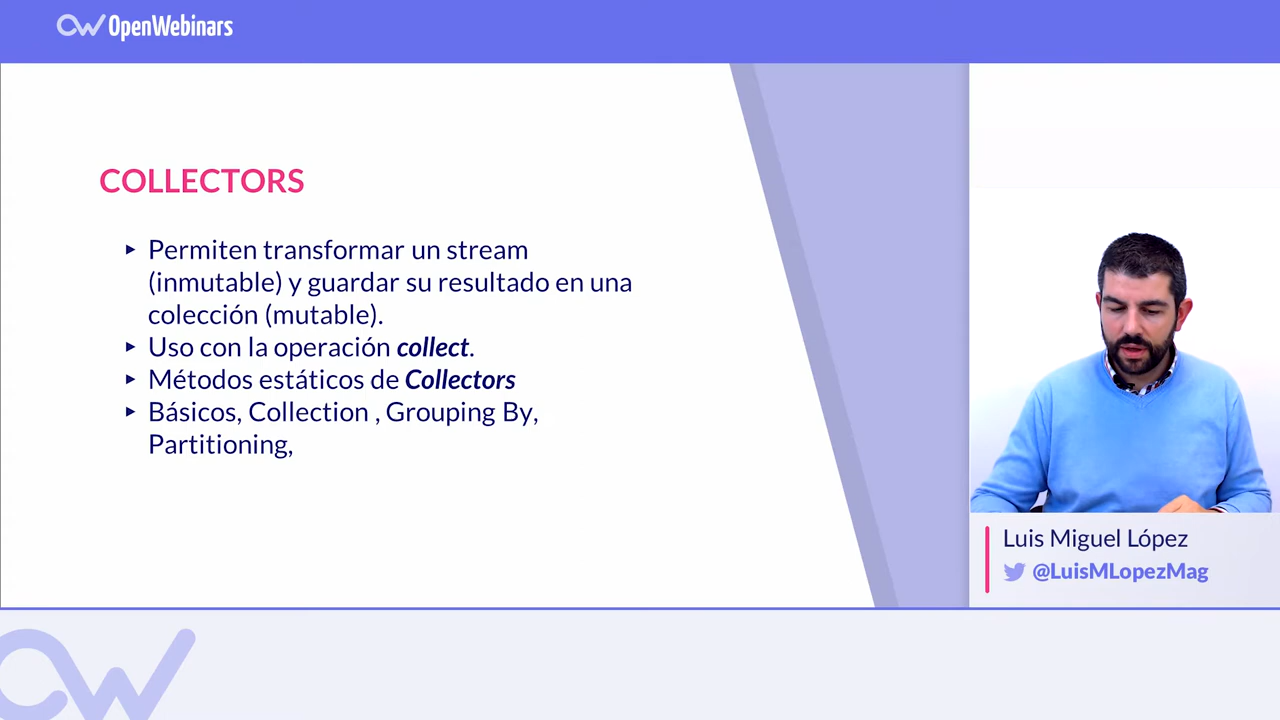 OpenWebinars
COLLECTORS
▸ Permiten transformar un stream
(inmutable) y guardar su resultado en una
colección (mutable).
▸ Uso con la operación collect.
▸ Métodos estáticos de Collectors
▸ Básicos, Collection , Grouping By,
Partitioning,
Luis Miguel López
@LuisMLopezMag